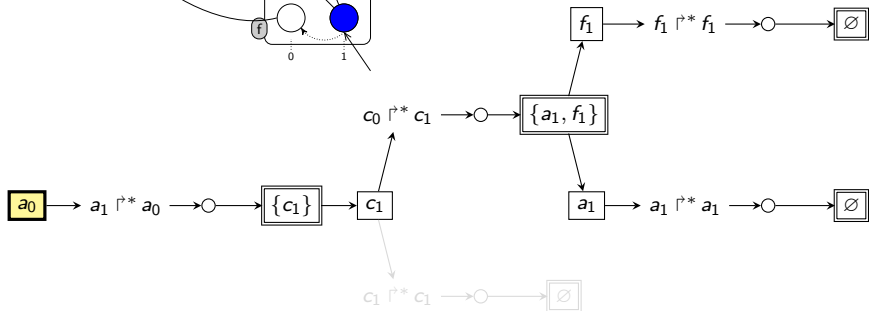 f
0 1
f₁ f₁ ↱* f₁ ∅
c₀ ↱* c₁ {a₁, f₁}
a₀ a₁ ↱* a₀ {c₁} c₁ a₁ a₁ ↱* a₁ ∅
c₁ ↱* c₁ ∅